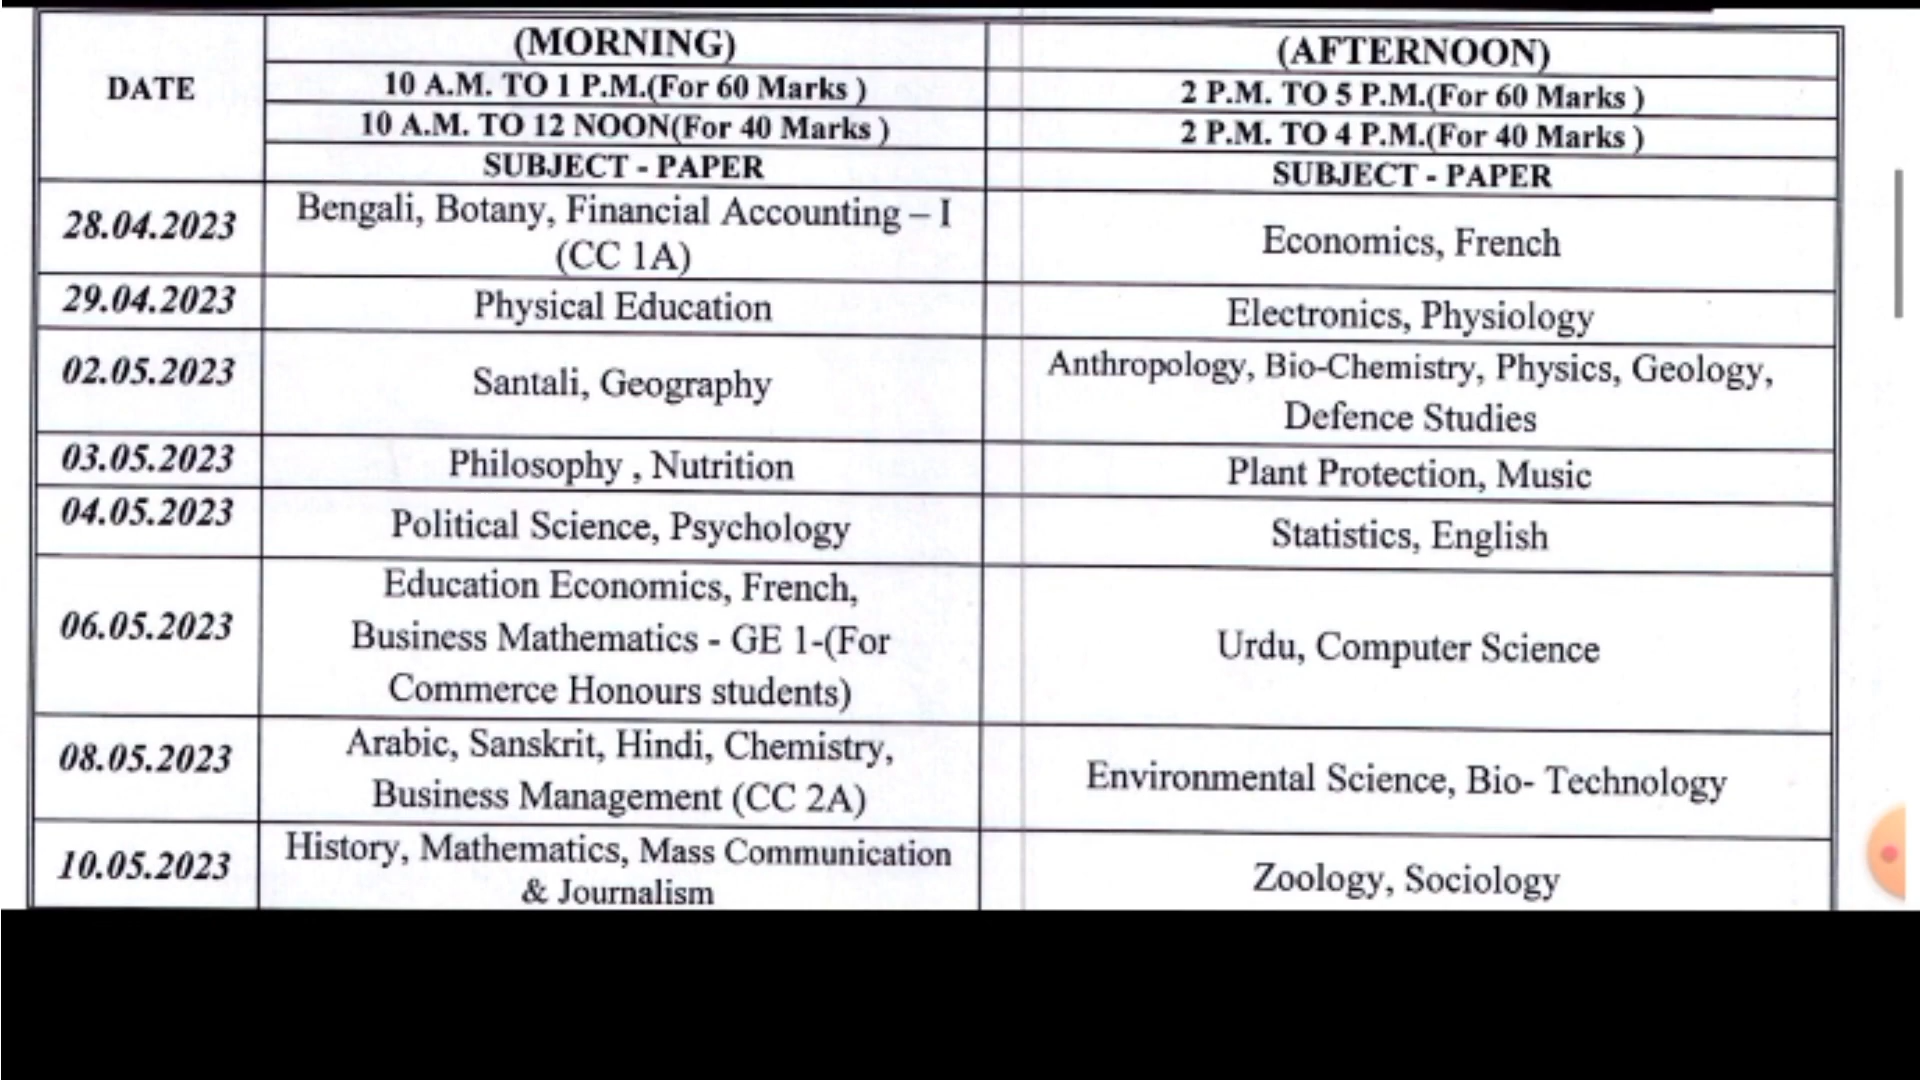 DATE
(MORNING)
10 A.M. TO 1 P.M.(For 60 Marks )
10 A.M. TO 12 NOON(For 40 Marks )
SUBJECT - PAPER
(AFTERNOON)
2 P.M. TO 5 P.M.(For 60 Marks )
2 P.M. TO 4 P.M.(For 40 Marks )
SUBJECT - PAPER
28.04.2023
Bengali, Botany, Financial Accounting – I
(CC 1A)
Economics, French
29.04.2023
Physical Education
Electronics, Physiology
02.05.2023
Santali, Geography
Anthropology, Bio-Chemistry, Physics, Geology,
Defence Studies
03.05.2023
Philosophy , Nutrition
Plant Protection, Music
04.05.2023
Political Science, Psychology
Statistics, English
06.05.2023
Education Economics, French,
Business Mathematics - GE 1-(For
Commerce Honours students)
Urdu, Computer Science
08.05.2023
Arabic, Sanskrit, Hindi, Chemistry,
Business Management (CC 2A)
Environmental Science, Bio- Technology
10.05.2023
History, Mathematics, Mass Communication
& Journalism
Zoology, Sociology